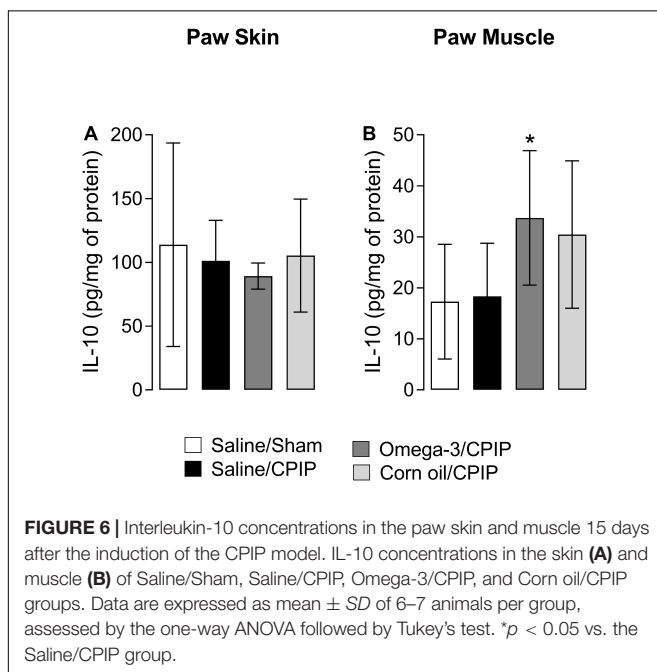 Paw Skin
Paw Muscle
A
200
150
100
50
0
IL-10 (pg/mg of protein)
B
50
40
30
20
10
0
IL-10 (pg/mg of protein)
*
Saline/Sham
Saline/CPIP
Omega-3/CPIP
Corn oil/CPIP
FIGURE 6 | Interleukin-10 concentrations in the paw skin and muscle 15 days
after the induction of the CPIP model. IL-10 concentrations in the skin (A) and
muscle (B) of Saline/Sham, Saline/CPIP, Omega-3/CPIP, and Corn oil/CPIP
groups. Data are expressed as mean ± SD of 6–7 animals per group,
assessed by the one-way ANOVA followed by Tukey's test. *p < 0.05 vs. the
Saline/CPIP group.